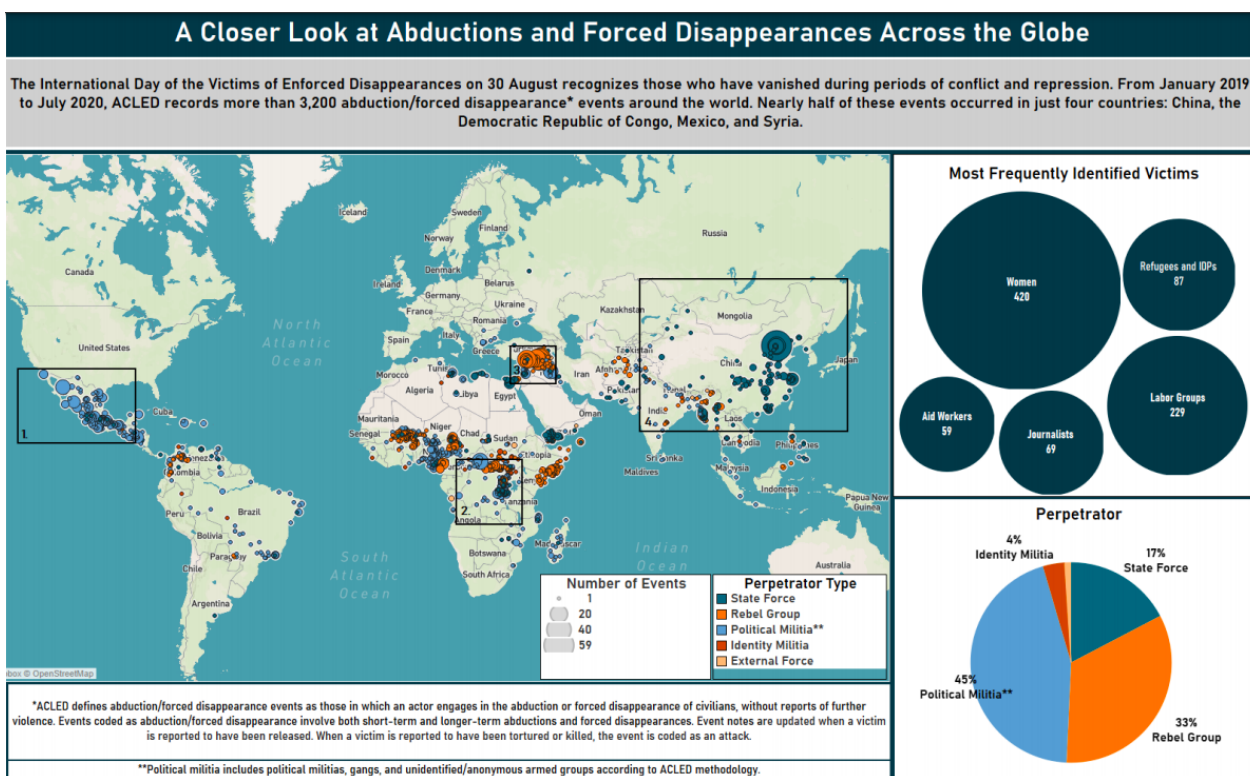 A Closer Look at Abductions and Forced Disappearances Across the Globe
The International Day of the Victims of Enforced Disappearances on 30 August recognizes those who have vanished during periods of conflict and repression. From January 2019
to July 2020, ACLED records more than 3,200 abduction/forced disappearance* events around the world. Nearly half of these events occurred in just four countries: China, the
Democratic Republic of Congo, Mexico, and Syria.
Iceland
Sweden
Finland
Norway
Russia
Canada
Denmark
Ireland
Belarus
Germany
Ukraine
France
Romania
Kazakhstan
Mongolia
North
Atlantic
Ocean
Italy
Spain
Greece
United States
Japan
China
Iran
Morocco
Algeria
Libya
Egypt
3.
4.
1.
Cuba
Oman
Mauritania
Niger
Chad
Sudan
Senegal
Laos
Maldives
Malaysia
Indonesia
Papua New
Guinea
2.
Angola
Peru
Brazil
Bolivia
Chile
Botswana
South Africa
South
Atlantic
Ocean
Indian
Ocean
Australia
Argentina
Number of Events
1
20
40
59
Perpetrator Type
State Force
Rebel Group
Political Militia**
Identity Militia
External Force
© OpenStreetMap
*ACLED defines abduction/forced disappearance events as those in which an actor engages in the abduction or forced disappearance of civilians, without reports of further
violence. Events coded as abduction/forced disappearance involve both short-term and longer-term abductions and forced disappearances. Event notes are updated when a victim
is reported to have been released. When a victim is reported to have been tortured or killed, the event is coded as an attack.
**Political militia includes political militias, gangs, and unidentified/anonymous armed groups according to ACLED methodology.
Most Frequently Identified Victims
Women
420
Refugees and IDPs
87
Labor Groups
229
Aid Workers
59
Journalists
69
Perpetrator
4%
Identity Militia
17%
State Force
45%
Political Militia**
33%
Rebel Group